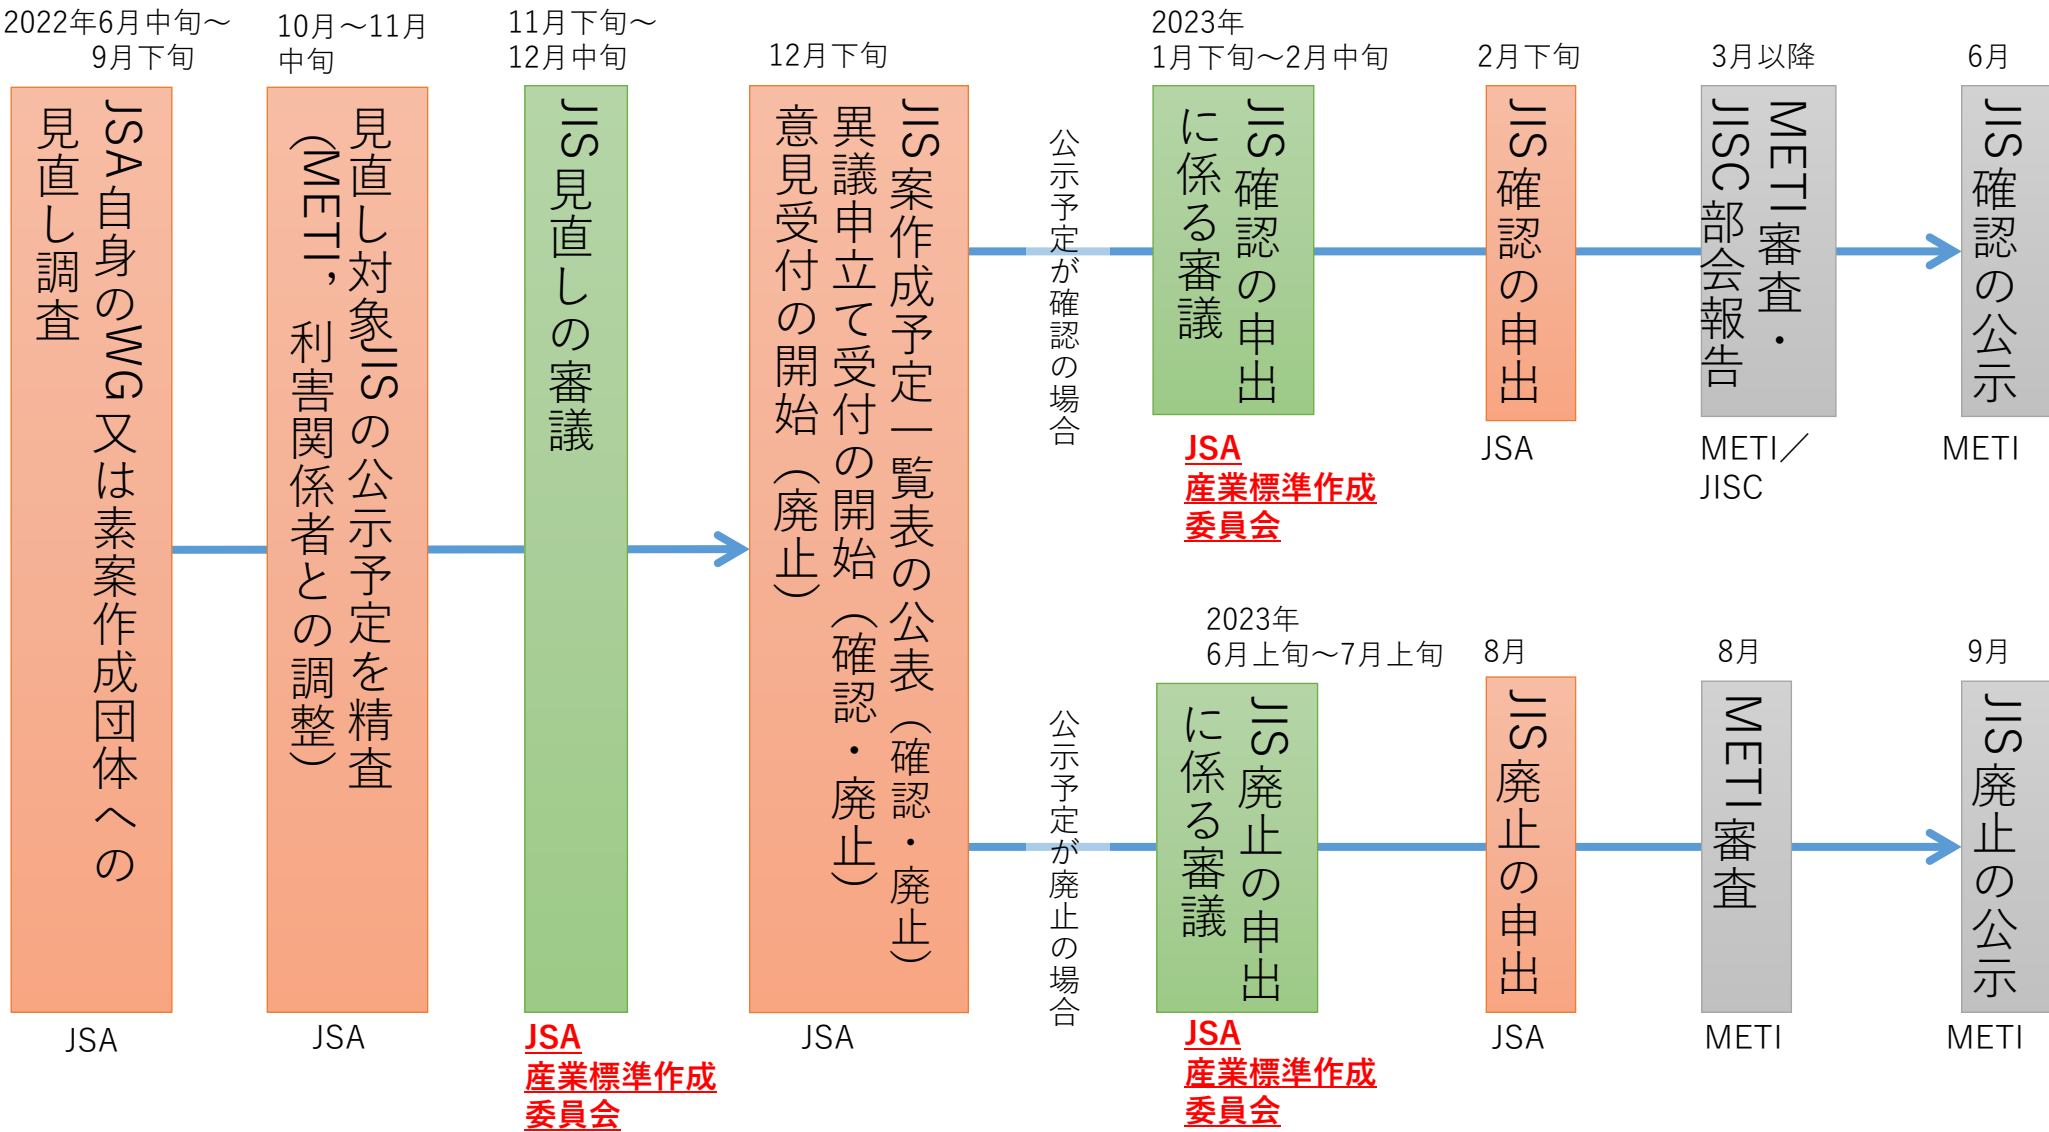 2022年6月中旬～
9月下旬
JSA自身のWG又は素案作成団体への
見直し調査
JSA
10月～11月
中旬
見直し対象JISの公示予定を精査
（METI，利害関係者との調整）
JSA
11月下旬～
12月中旬
JIS見直しの審議
JSA
産業標準作成
委員会
12月下旬
JIS案作成予定一覧表の公表（確認・廃止）
異議申立て受付の開始（確認・廃止）
意見受付の開始（廃止）
JSA
公示予定が確認の場合
2023年
1月下旬～2月中旬
JIS確認の申出
に係る審議
JSA
産業標準作成
委員会
2月下旬
JIS確認の申出
JSA
3月以降
METI審査・
JISC部会報告
METI／
JISC
6月
JIS確認の公示
METI
公示予定が廃止の場合
2023年
6月上旬～7月上旬
JIS廃止の申出
に係る審議
JSA
産業標準作成
委員会
8月
JIS廃止の申出
JSA
8月
METI審査
METI
9月
JIS廃止の公示
METI